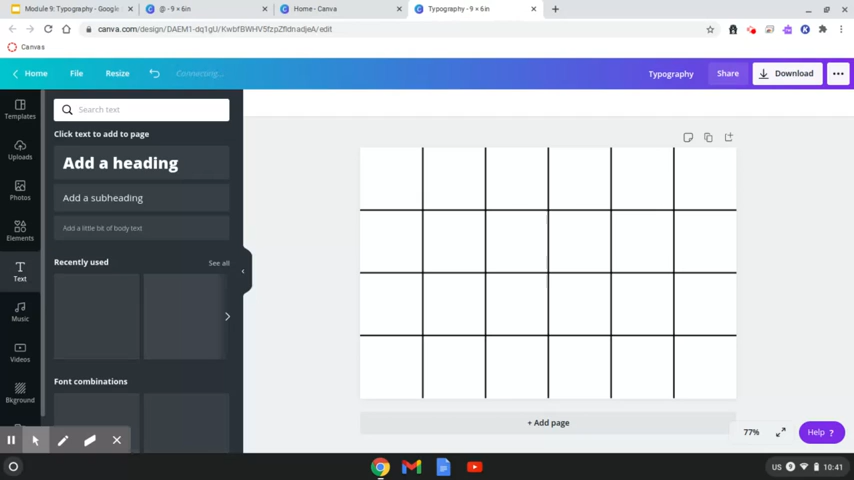 Module 9: Typography - Google
@ - 9 × 6in
Home - Canva
Typography - 9 × 6in
canva.com/design/DAEM1-dq1gU/KwbfBWHV5fzpZfIdnadjeA/edit
Canvas
Home
File
Resize
Connecting...
Typography
Share
Download
Templates
Uploads
Photos
Elements
Text
Music
Videos
Bkground
Search text
Click text to add to page
Add a heading
Add a subheading
Add a little bit of body text
Recently used
See all
Font combinations
+ Add page
77%
Help ?
US
9
10:41